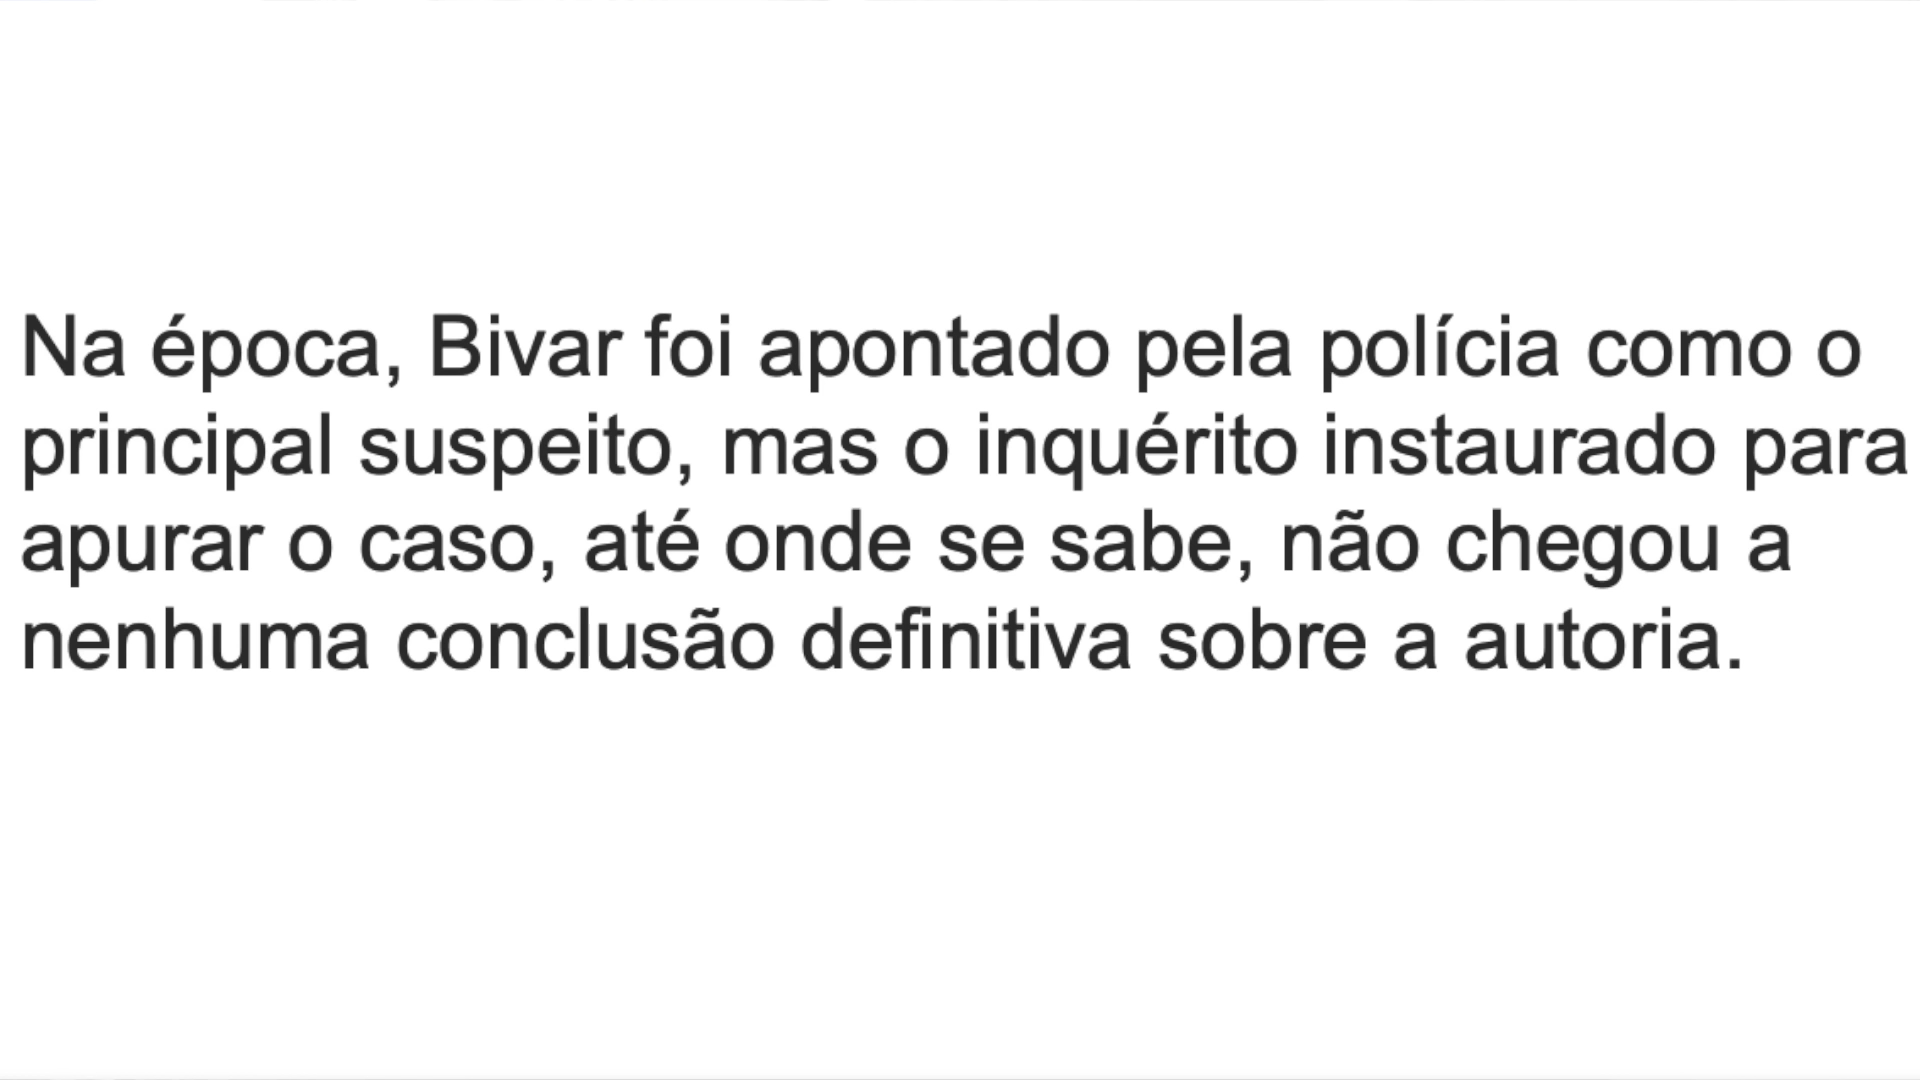 Na época, Bivar foi apontado pela polícia como o
principal suspeito, mas o inquérito instaurado para
apurar o caso, até onde se sabe, não chegou a
nenhuma conclusão definitiva sobre a autoria.